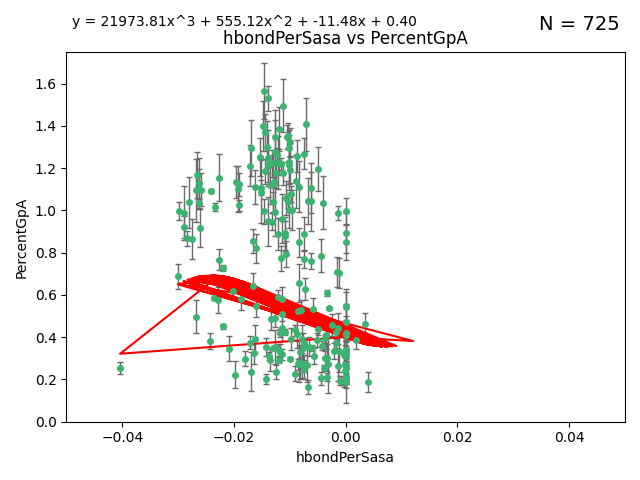 y = 21973.81x^3 + 555.12x^2 + -11.48x + 0.40
N = 725
hbondPerSasa vs PercentGpA
PercentGpA
1.6
1.4
1.2
1.0
0.8
0.6
0.4
0.2
0.0
−0.04 −0.02 0.00 0.02 0.04
hbondPerSasa